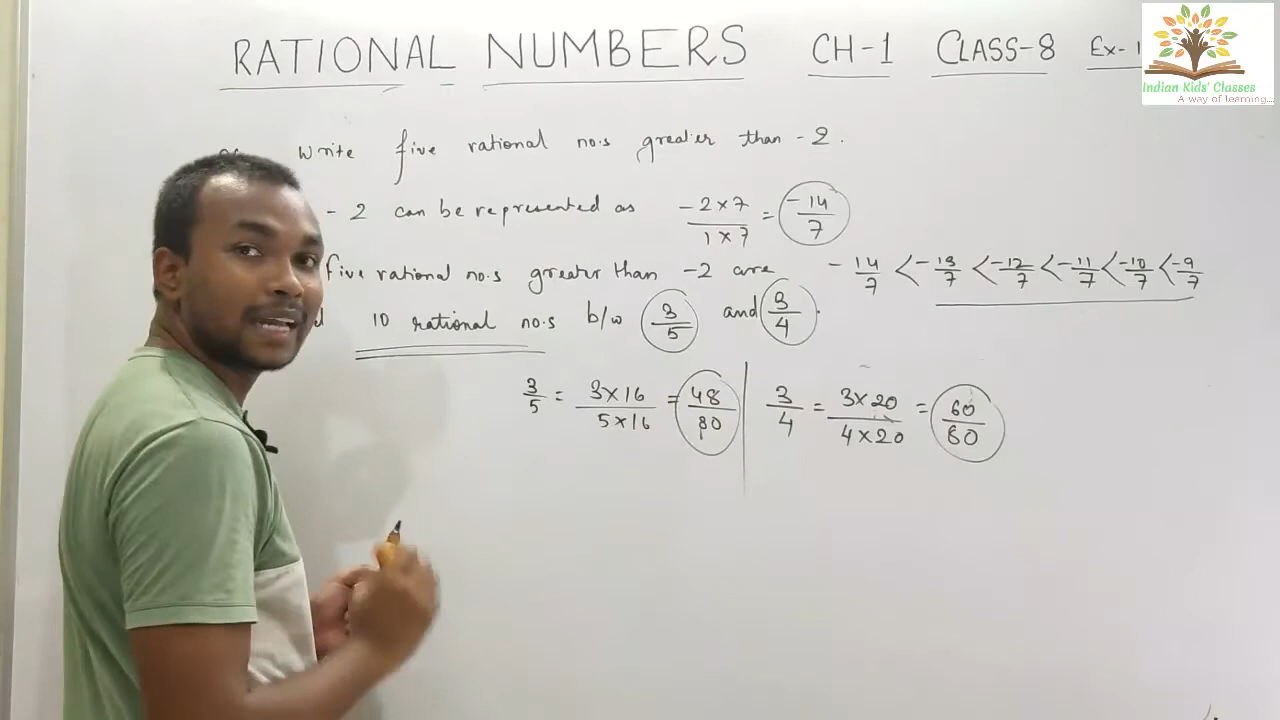 RATIONAL NUMBERS CH-1 CLASS-8 Ex-1
Indian Kids' Classes
A way of learning...
Write five rational no.s greater than -2.
-2 can be represented as -2×7/1×7 = -14/7
five rational no.s greater than -2 are -14/7 < -13/7 < -12/7 < -11/7 < -10/7 < -9/7
10 rational no.s b/w 3/5 and 3/4.
3/5 = 3×16/5×16 = 48/80 | 3/4 = 3×20/4×20 = 60/80